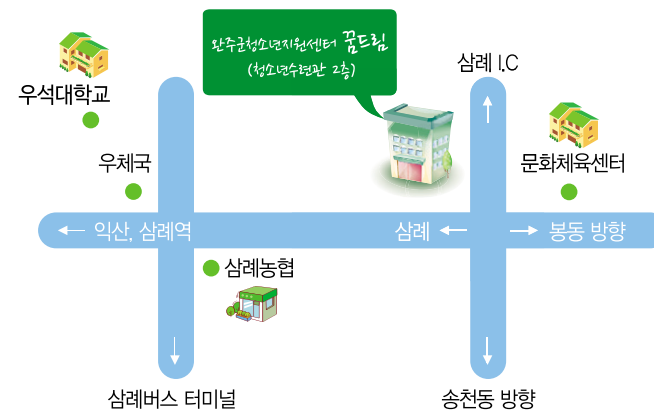 완주군청소년지원센터 꿈드림
(청소년수련관 2층)
삼례 I.C
우석대학교
우체국
문화체육센터
익산, 삼례역
삼례
봉동 방향
삼례농협
삼례버스 터미널
송천동 방향